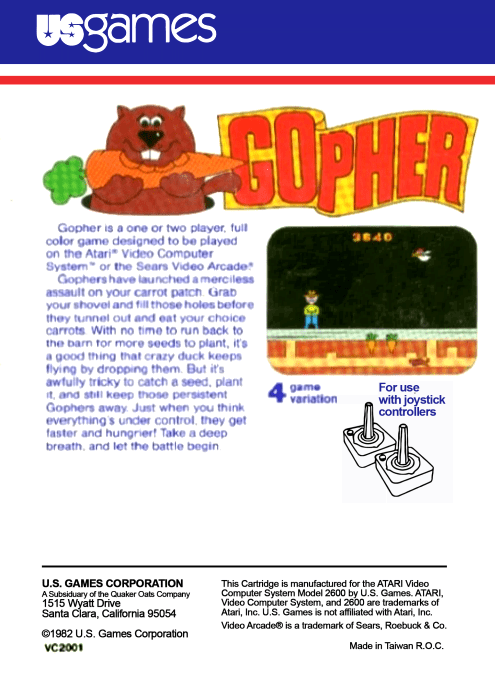 usgames
GOPHER
Gopher is a one or two player, full
color game designed to be played
on the Atari® Video Computer
System™ or the Sears Video Arcade®
Gophers have launched a merciless
assault on your carrot patch. Grab
your shovel and fill those holes before
they tunnel out and eat your choice
carrots. With no time to run back to
the barn for more seeds to plant, it's
a good thing that crazy duck keeps
flying by dropping them. But it's
awfully tricky to catch a seed, plant
it, and still keep those persistent
Gophers away. Just when you think
everything's under control, they get
faster and hungrier! Take a deep
breath, and let the battle begin
3640
4 game
variation
For use
with joystick
controllers
U.S. GAMES CORPORATION
A Subsiduary of the Quaker Oats Company
1515 Wyatt Drive
Santa Clara, California 95054
©1982 U.S. Games Corporation
VC2001
This Cartridge is manufactured for the ATARI Video
Computer System Model 2600 by U.S. Games. ATARI,
Video Computer System, and 2600 are trademarks of
Atari, Inc. U.S. Games is not affiliated with Atari, Inc.
Video Arcade® is a trademark of Sears, Roebuck & Co.
Made in Taiwan R.O.C.